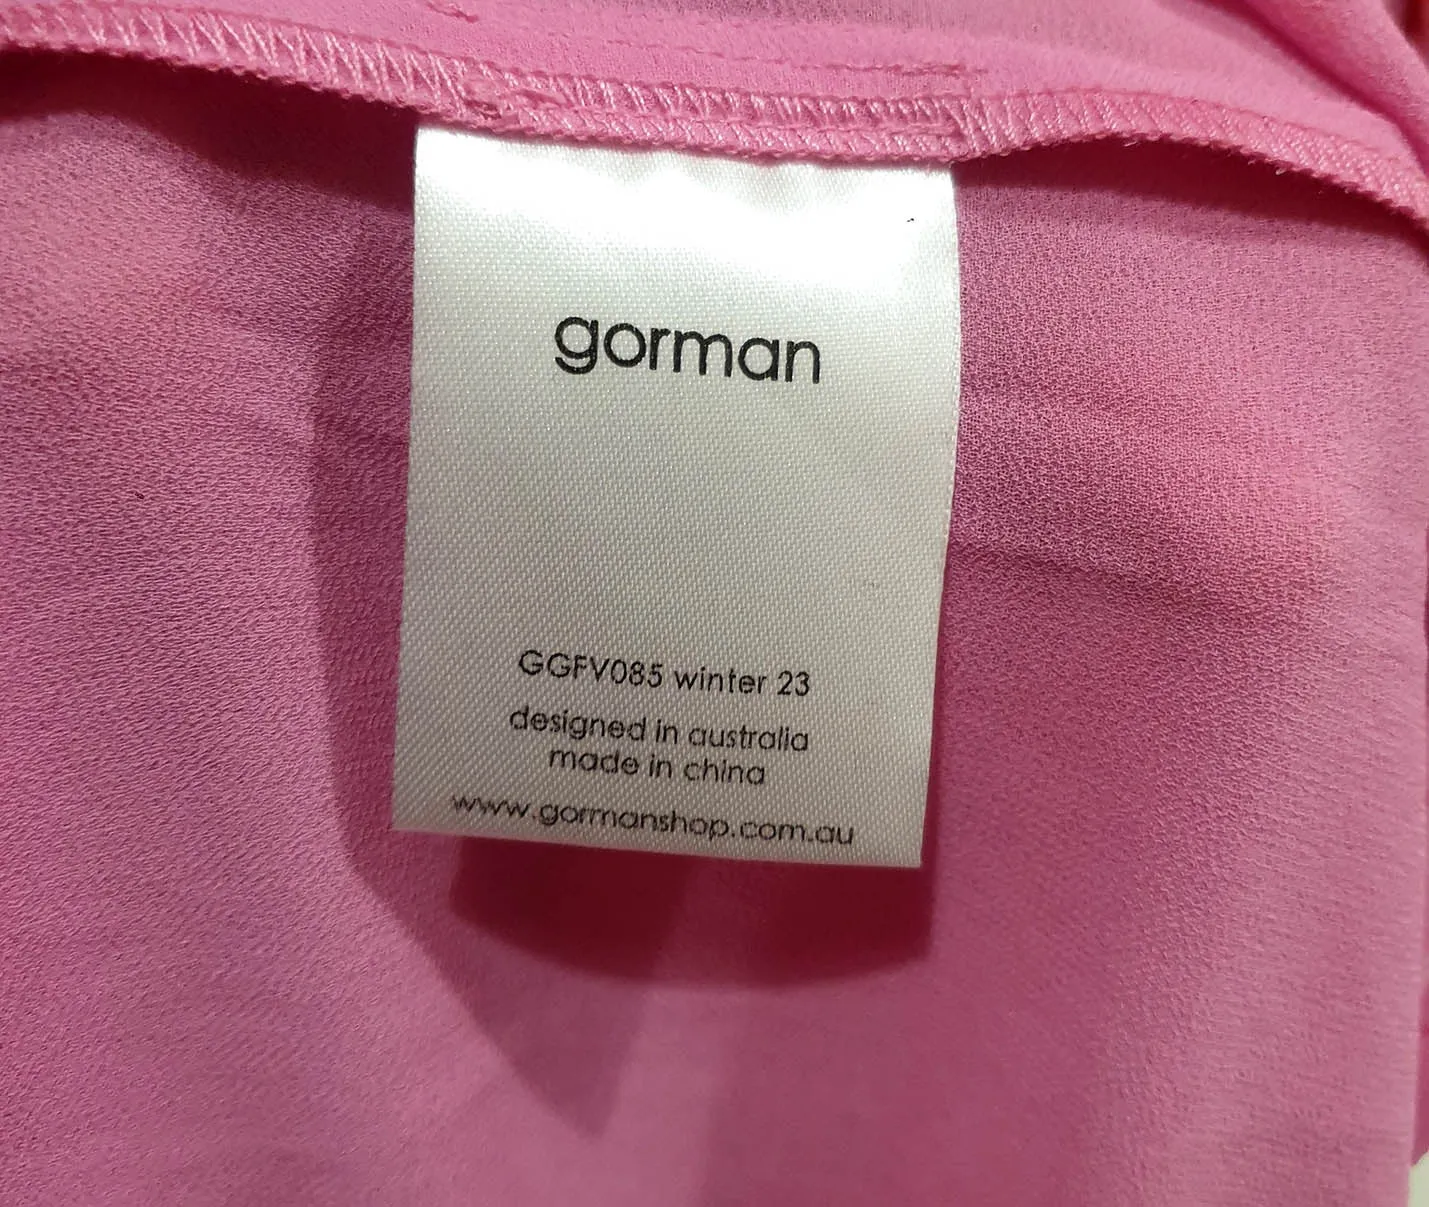 gorman
GGFV085 winter 23
designed in australia
made in china
www.gormanshop.com.au